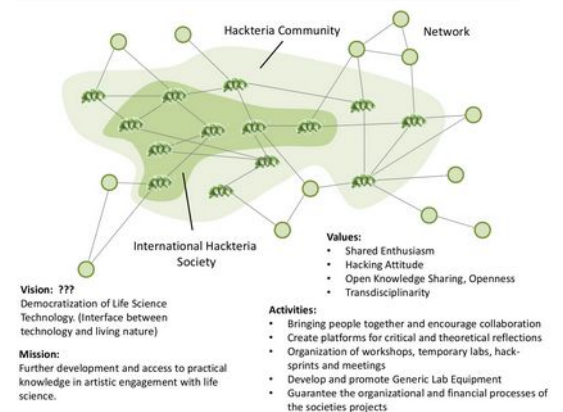 Hackteria Community
Network
International Hackteria
Society
Vision: ???
Democratization of Life Science
Technology. (Interface between
technology and living nature)
Mission:
Further development and access to practical
knowledge in artistic engagement with life
science.
Values:
• Shared Enthusiasm
• Hacking Attitude
• Open Knowledge Sharing, Openness
• Transdisciplinarity
Activities:
• Bringing people together and encourage collaboration
• Create platforms for critical and theoretical reflections
• Organization of workshops, temporary labs, hack-
sprints and meetings
• Develop and promote Generic Lab Equipment
• Guarantee the organizational and financial processes of
the societies projects